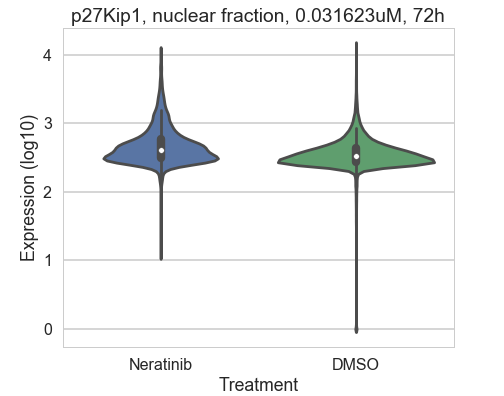 p27Kip1, nuclear fraction, 0.031623uM, 72h
Expression (log10)
4
3
2
1
0
Neratinib
DMSO
Treatment